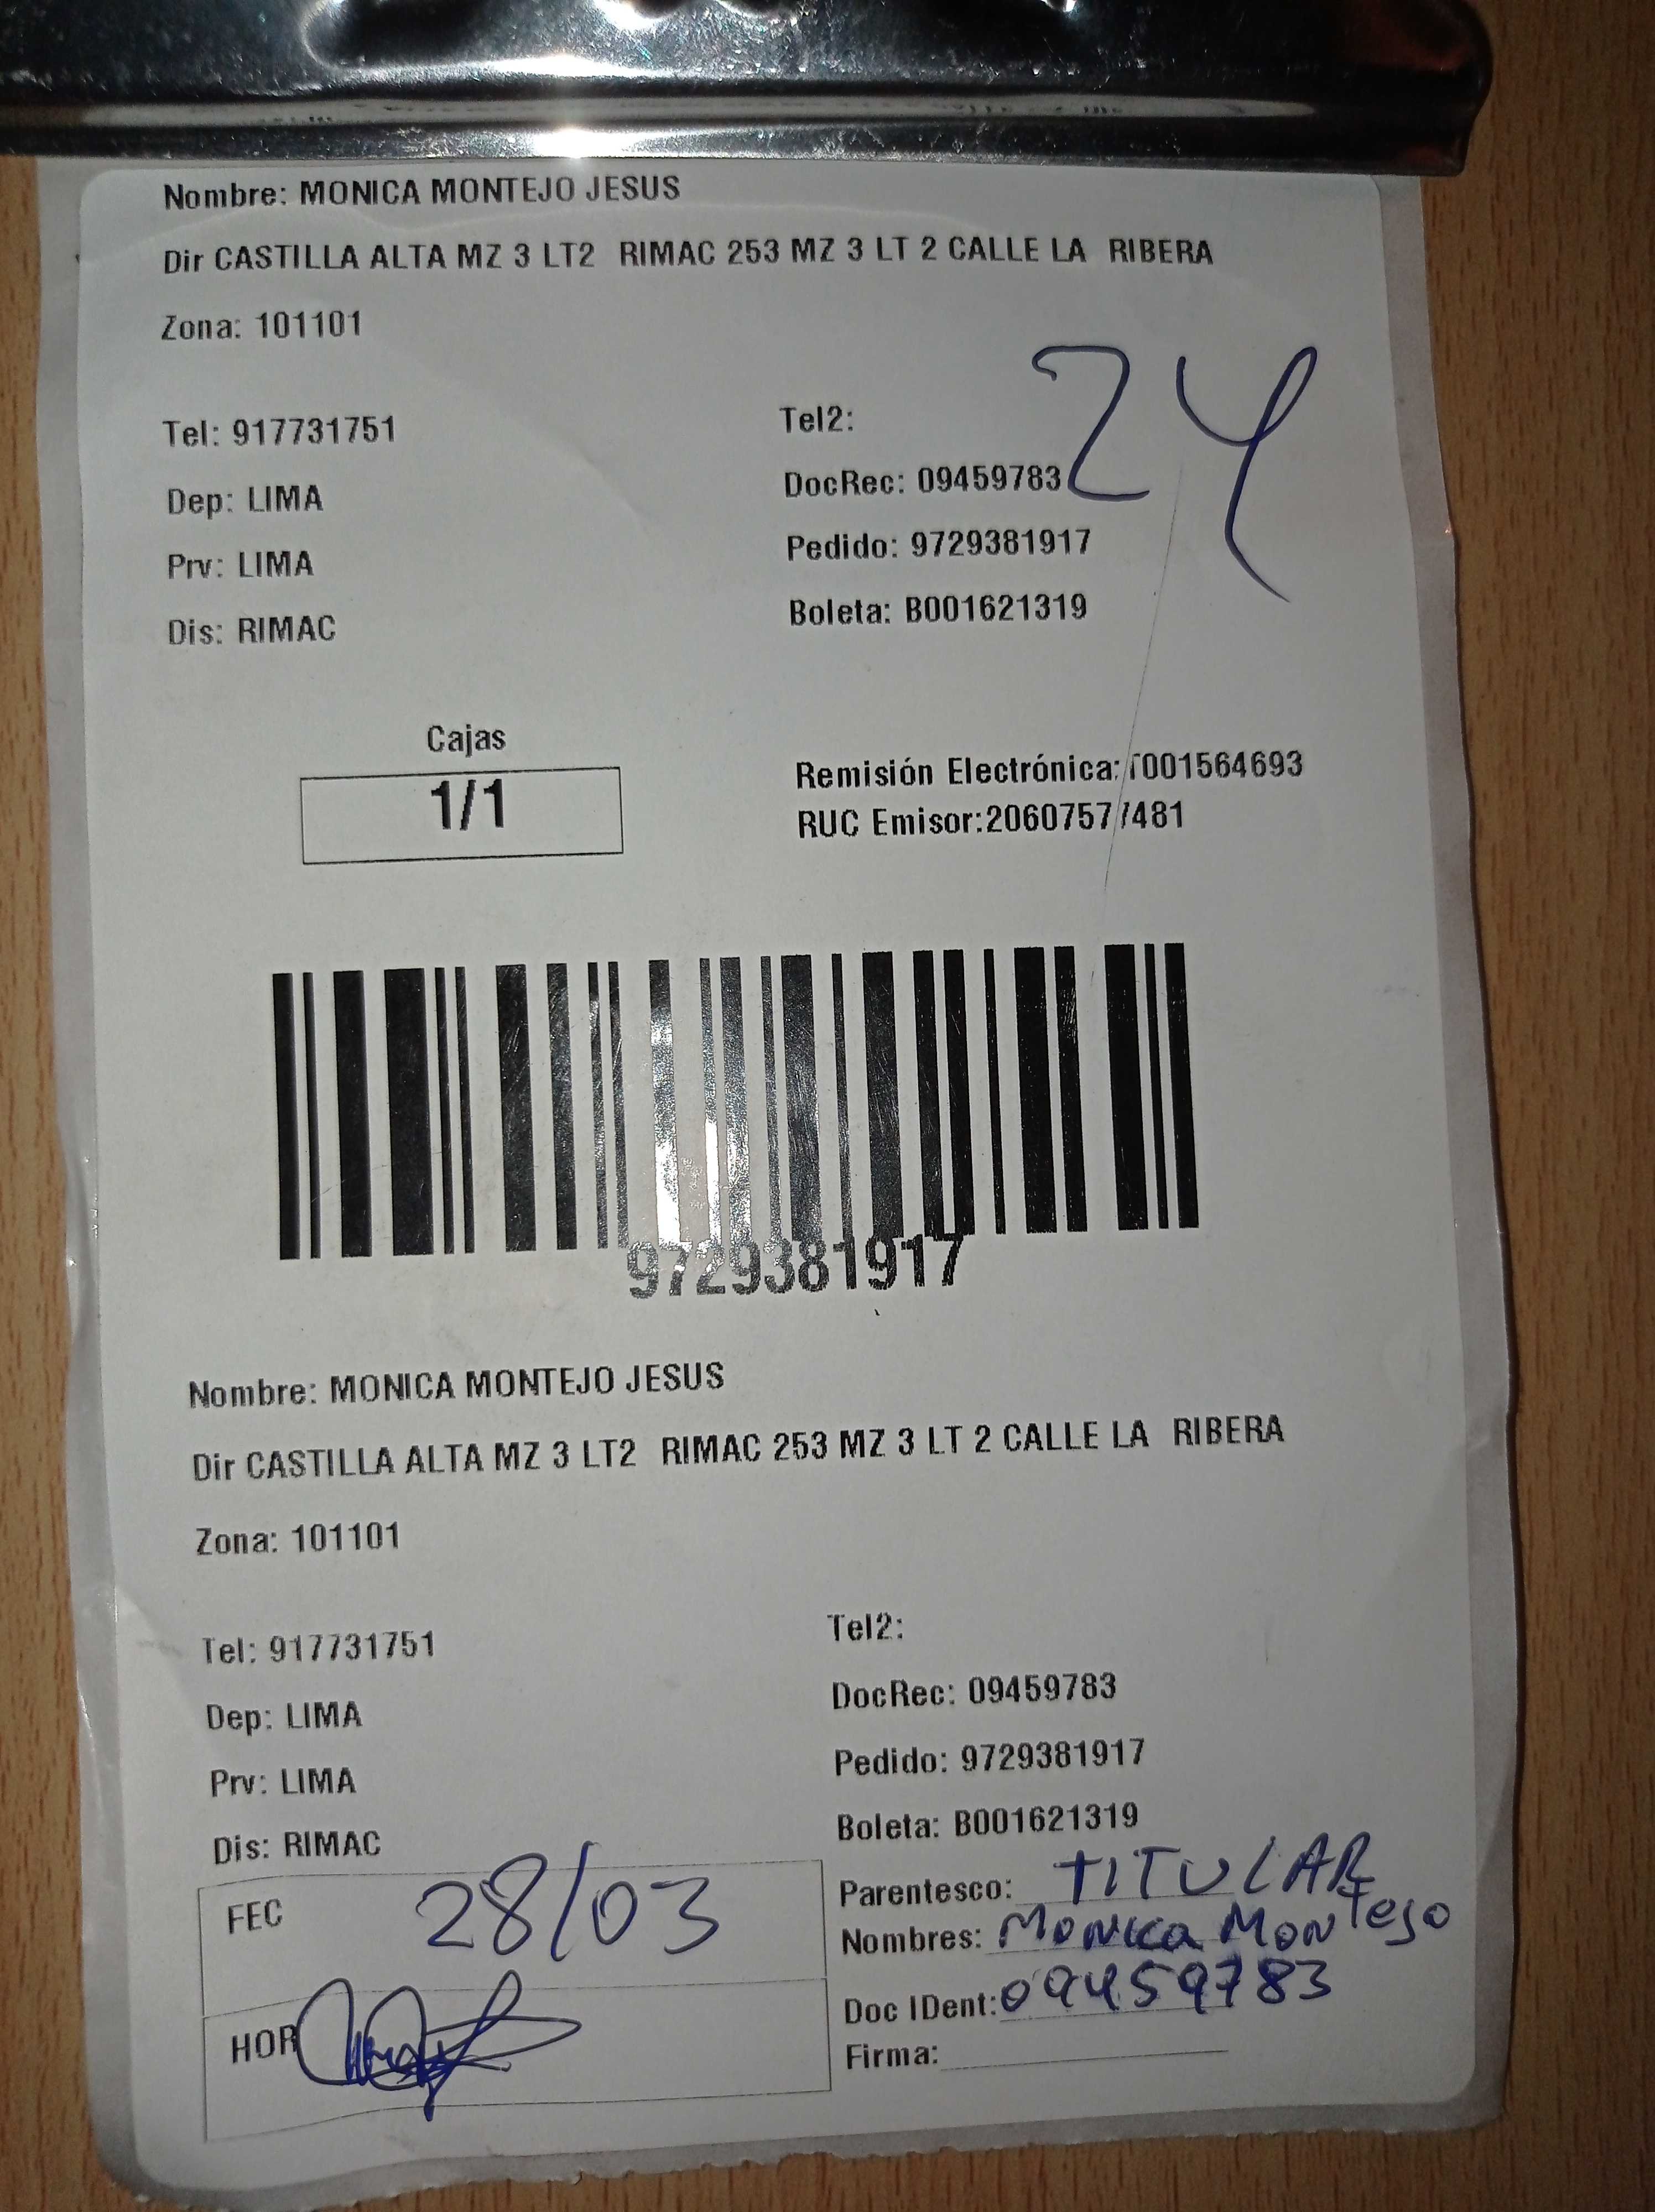 Nombre: MONICA MONTEJO JESUS
Dir CASTILLA ALTA MZ 3 LT2 RIMAC 253 MZ 3 LT 2 CALLE LA RIBERA
Zona: 101101
24
Tel: 917731751 Tel2:
Dep: LIMA DocRec: 09459783
Prv: LIMA Pedido: 9729381917
Dis: RIMAC Boleta: B001621319
Cajas
1/1
Remisión Electrónica: T001564693
RUC Emisor:20607577481
9729381917
Nombre: MONICA MONTEJO JESUS
Dir CASTILLA ALTA MZ 3 LT2 RIMAC 253 MZ 3 LT 2 CALLE LA RIBERA
Zona: 101101
Tel: 917731751 Tel2:
Dep: LIMA DocRec: 09459783
Prv: LIMA Pedido: 9729381917
Dis: RIMAC Boleta: B001621319
FEC 28/03
HOR
Parentesco: TITULAR
Nombres: Monica Montejo
Doc IDent: 09459783
Firma: